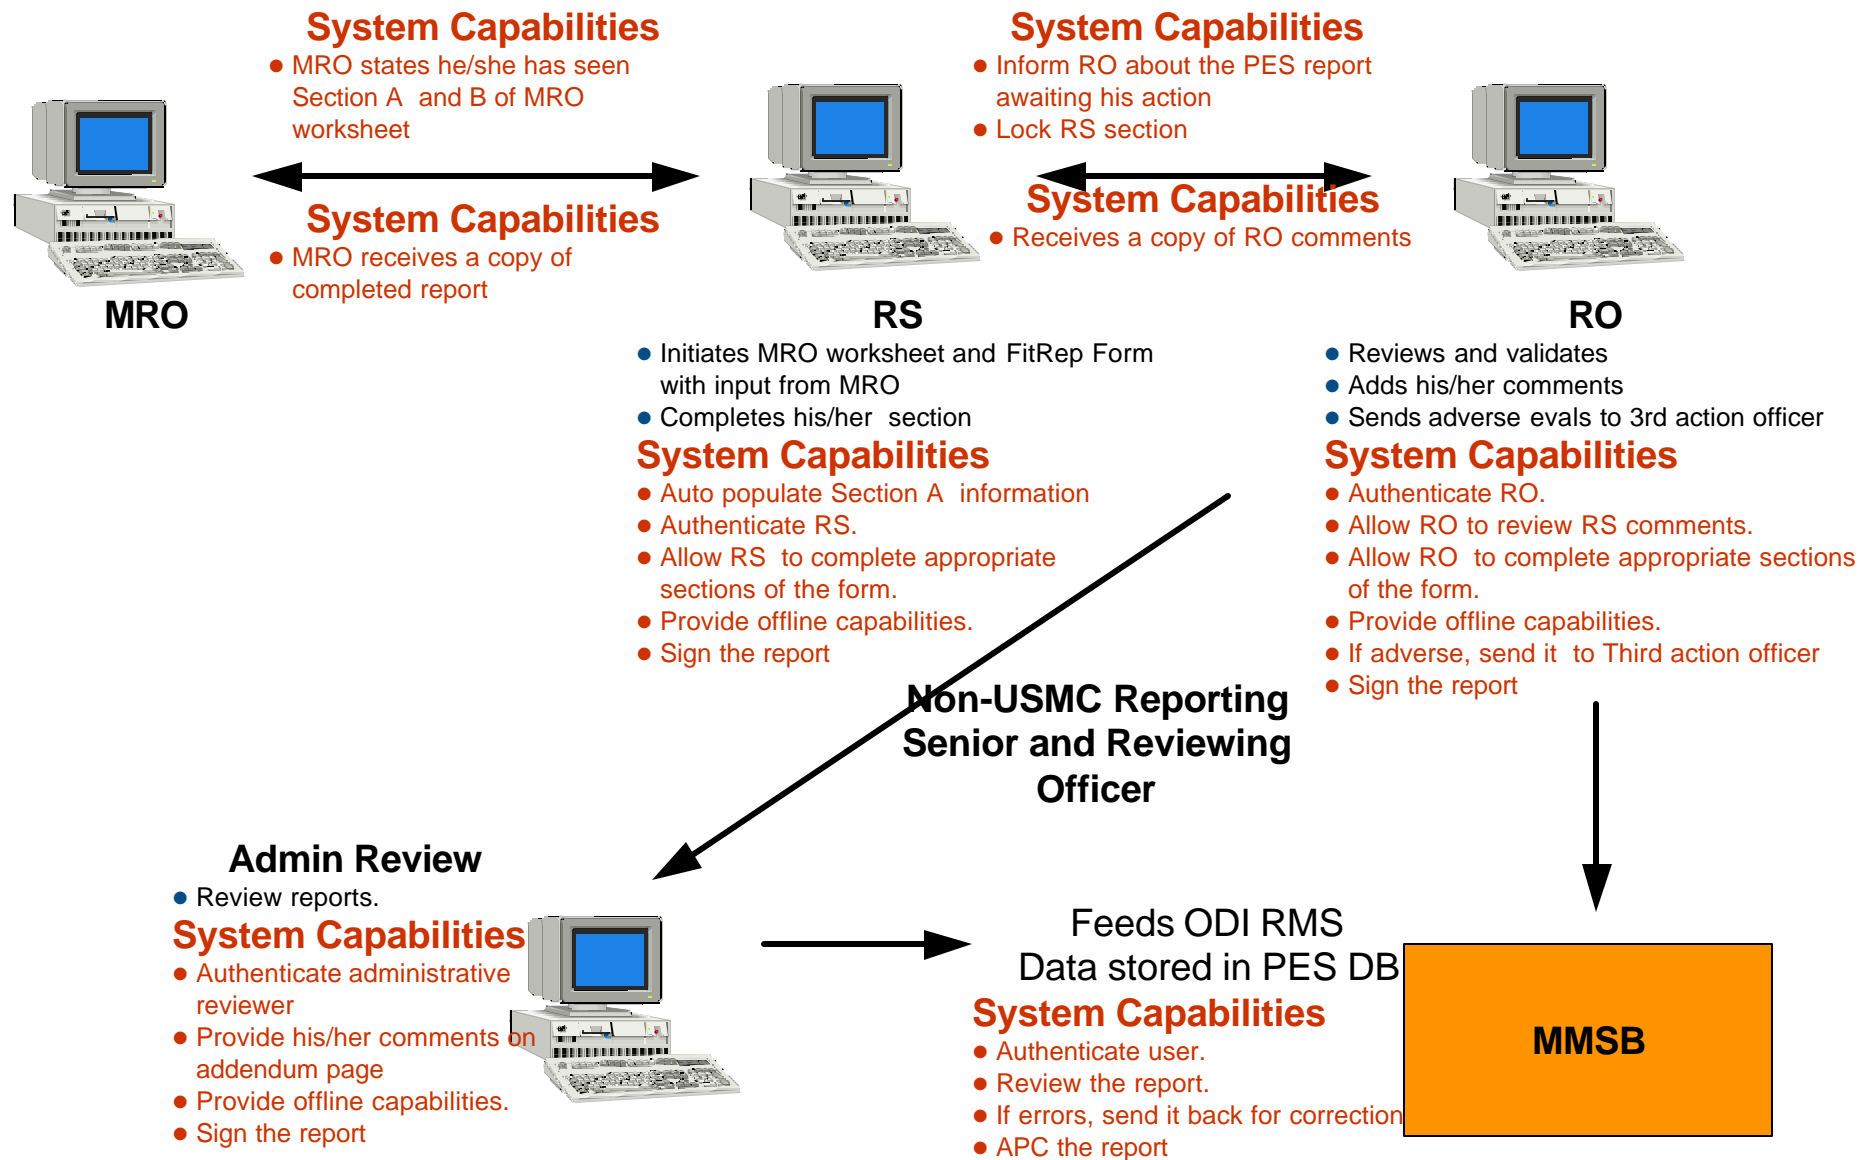 System Capabilities
● MRO states he/she has seen
Section A and B of MRO
worksheet
System Capabilities
● MRO receives a copy of
completed report
MRO
System Capabilities
● Inform RO about the PES report
awaiting his action
● Lock RS section
System Capabilities
● Receives a copy of RO comments
RS
● Initiates MRO worksheet and FitRep Form
with input from MRO
● Completes his/her section
System Capabilities
● Auto populate Section A information
● Authenticate RS.
● Allow RS to complete appropriate
sections of the form.
● Provide offline capabilities.
● Sign the report
RO
● Reviews and validates
● Adds his/her comments
● Sends adverse evals to 3rd action officer
System Capabilities
● Authenticate RO.
● Allow RO to review RS comments.
● Allow RO to complete appropriate sections
of the form.
● Provide offline capabilities.
● If adverse, send it to Third action officer
● Sign the report
Non-USMC Reporting
Senior and Reviewing
Officer
Admin Review
● Review reports.
System Capabilities
● Authenticate administrative
reviewer
● Provide his/her comments on
addendum page
● Provide offline capabilities.
● Sign the report
Feeds ODI RMS
Data stored in PES DB
System Capabilities
● Authenticate user.
● Review the report.
● If errors, send it back for correction
● APC the report
MMSB